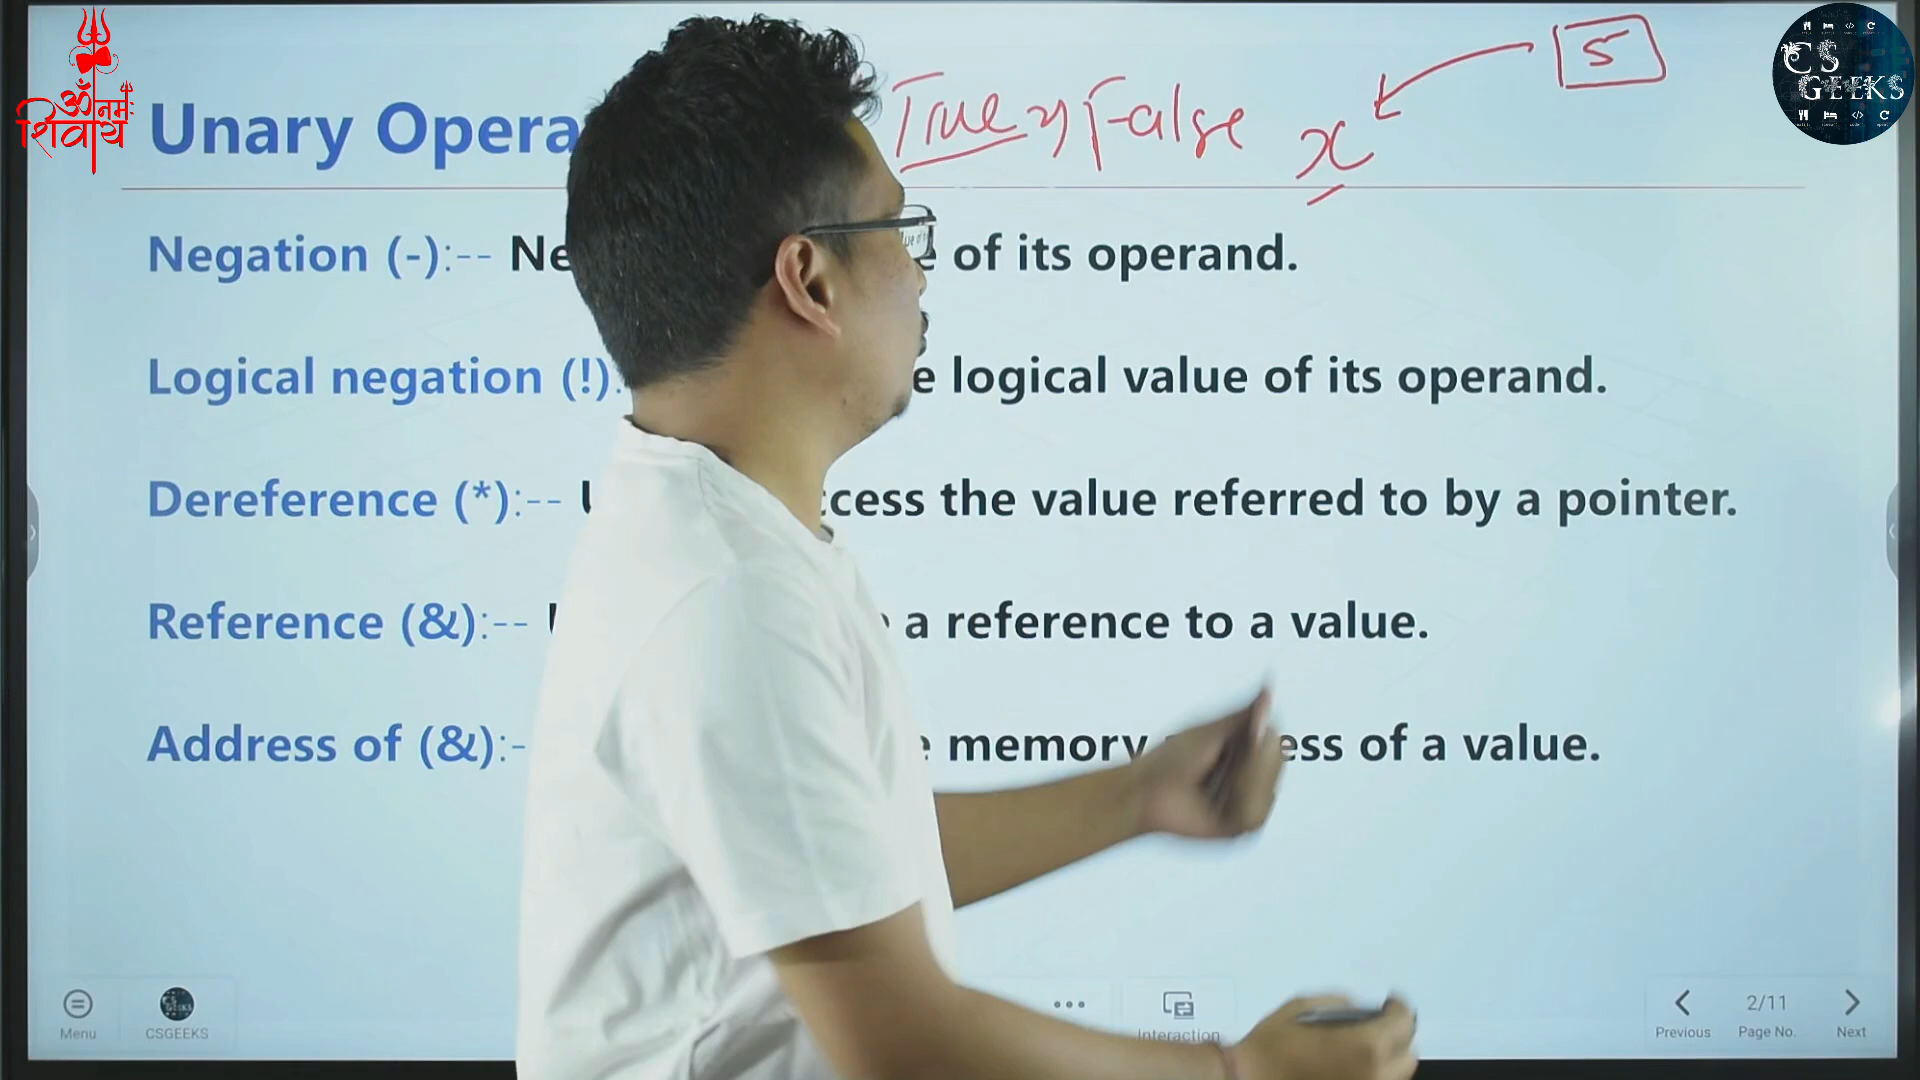 ॐ नमः
शिवाय
True y False x 5
CS
GEEKS
Unary Opera
Negation (-):-- Ne e of its operand.
Logical negation (!): e logical value of its operand.
Dereference (*):-- ccess the value referred to by a pointer.
Reference (&):-- a reference to a value.
Address of (&):- e memory ess of a value.
Menu
CSGEEKS
Interaction
Previous
2/11
Page No.
Next